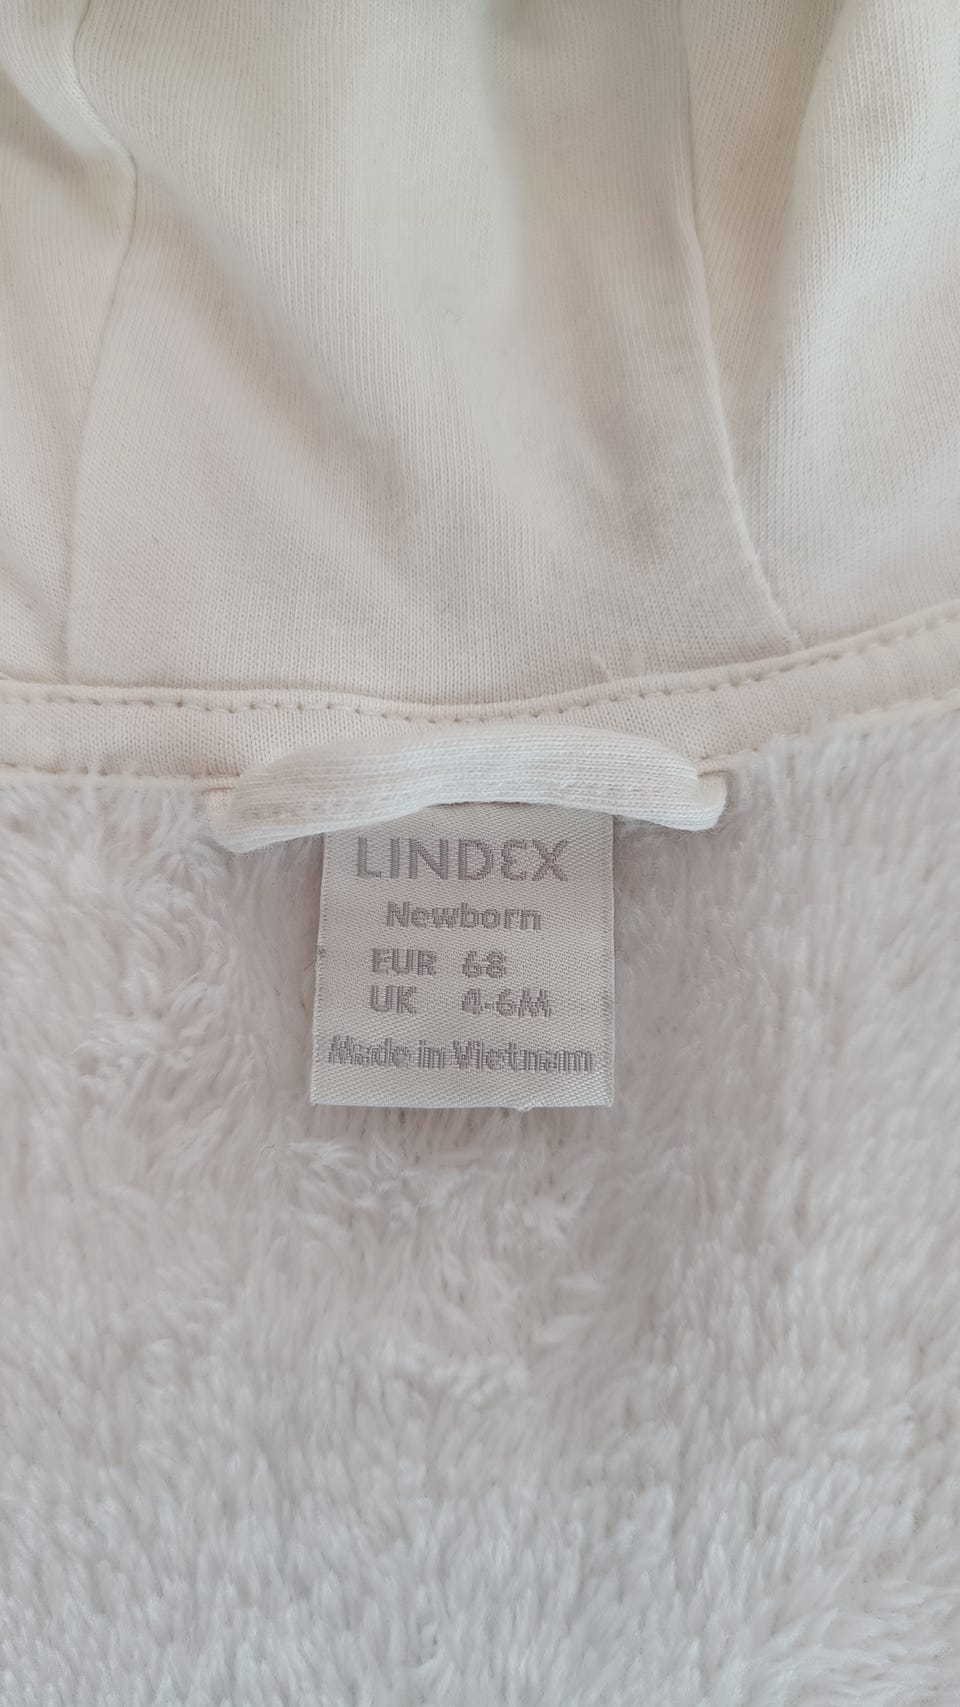 LINDEX
Newborn
EUR 68
UK 4-6M
Made in Vietnam